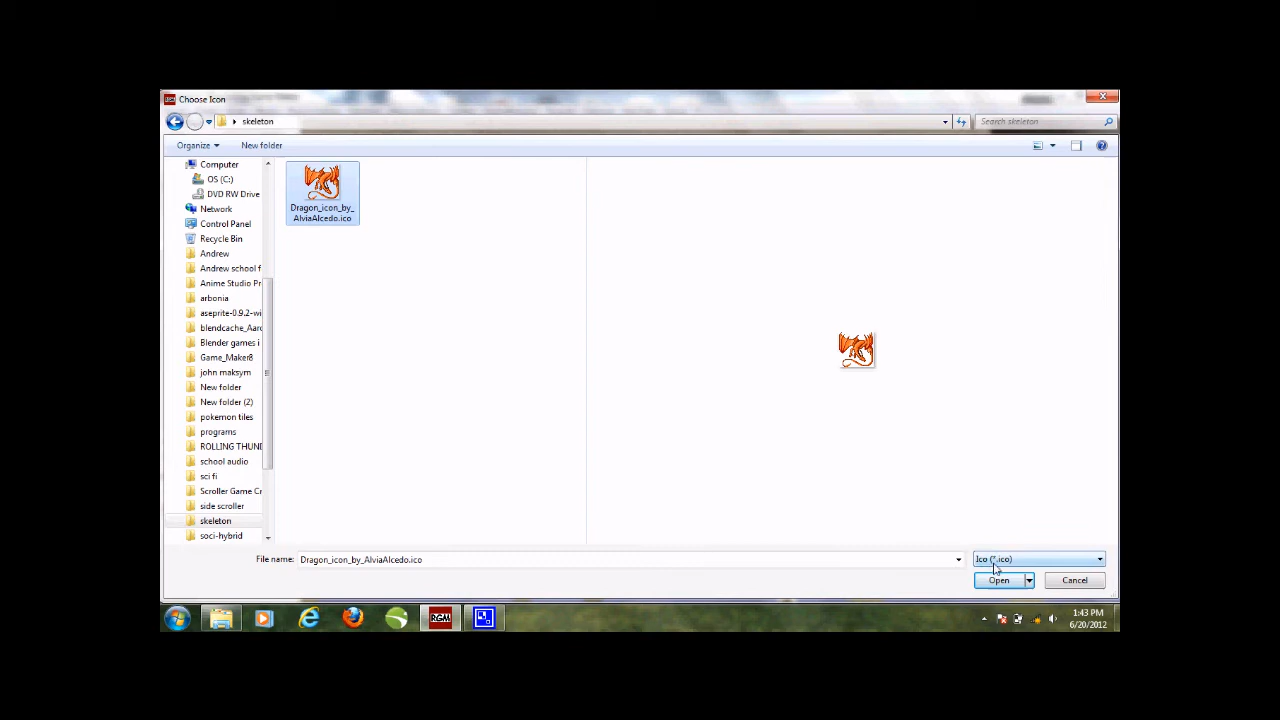 Choose Icon
skeleton
Search skeleton
Organize
New folder
Computer
OS (C:)
DVD RW Drive
Network
Control Panel
Recycle Bin
Andrew
Andrew school f
Anime Studio Pr
arbonia
aseprite-0.9.2-wi
blendcache_Aar
Blender games i
Game_Maker8
john maksym
New folder
New folder (2)
pokemon tiles
programs
ROLLING THUN
school audio
sci fi
Scroller Game Cr
side scroller
skeleton
soci-hybrid
Dragon_icon_by_
AlviaAlcedo.ico
File name: Dragon_icon_by_AlviaAlcedo.ico
Ico (*.ico)
Open
Cancel
RGM
1:43 PM
6/20/2012